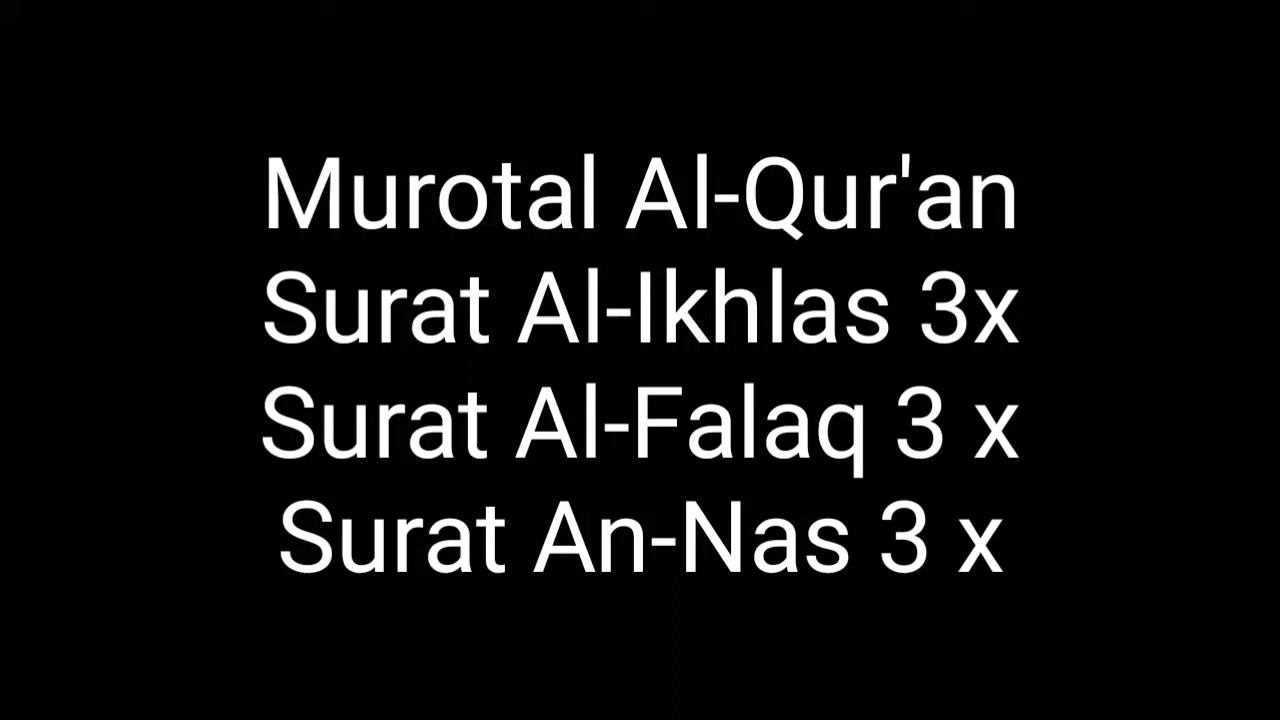 Murotal Al-Qur'an
Surat Al-Ikhlas 3x
Surat Al-Falaq 3 x
Surat An-Nas 3 x